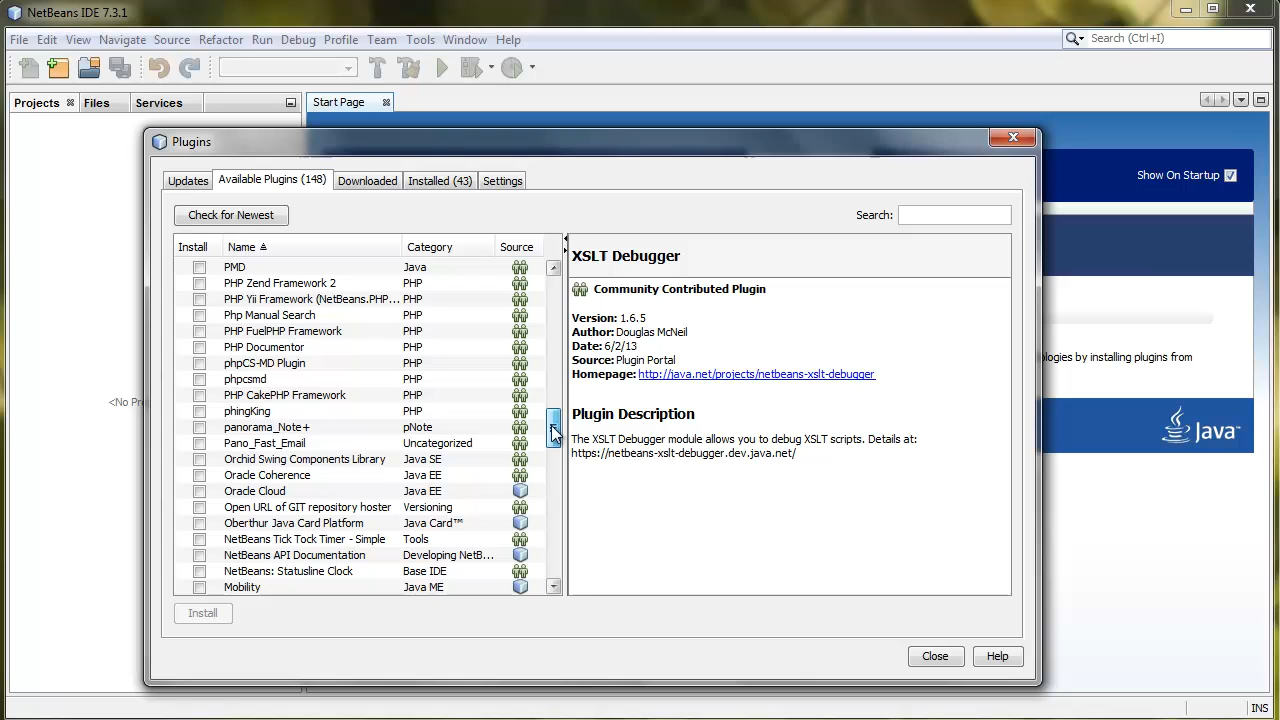 NetBeans IDE 7.3.1
File Edit View Navigate Source Refactor Run Debug Profile Team Tools Window Help
Search (Ctrl+I)
Projects Files Services
Start Page
Show On Startup
<No Pr
ologies by installing plugins from
Java
Plugins
Updates Available Plugins (148) Downloaded Installed (43) Settings
Check for Newest
Search:
Install Name Category Source
PMD Java
PHP Zend Framework 2 PHP
PHP Yii Framework (NetBeans.PHP... PHP
Php Manual Search PHP
PHP FuelPHP Framework PHP
PHP Documentor PHP
phpCS-MD Plugin PHP
phpcsmd PHP
PHP CakePHP Framework PHP
phingKing PHP
panorama_Note+ pNote
Pano_Fast_Email Uncategorized
Orchid Swing Components Library Java SE
Oracle Coherence Java EE
Oracle Cloud Java EE
Open URL of GIT repository hoster Versioning
Oberthur Java Card Platform Java Card™
NetBeans Tick Tock Timer - Simple Tools
NetBeans API Documentation Developing NetB...
NetBeans: Statusline Clock Base IDE
Mobility Java ME
XSLT Debugger
Community Contributed Plugin
Version: 1.6.5
Author: Douglas McNeil
Date: 6/2/13
Source: Plugin Portal
Homepage: http://java.net/projects/netbeans-xslt-debugger
Plugin Description
The XSLT Debugger module allows you to debug XSLT scripts. Details at:
https://netbeans-xslt-debugger.dev.java.net/
Install
Close Help
INS